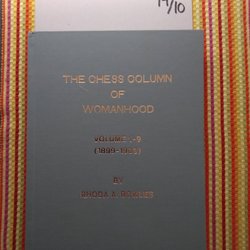 14/10
THE CHESS COLUMN
OF
WOMANHOOD
VOLUME
BY
RHODA A. BOWLES